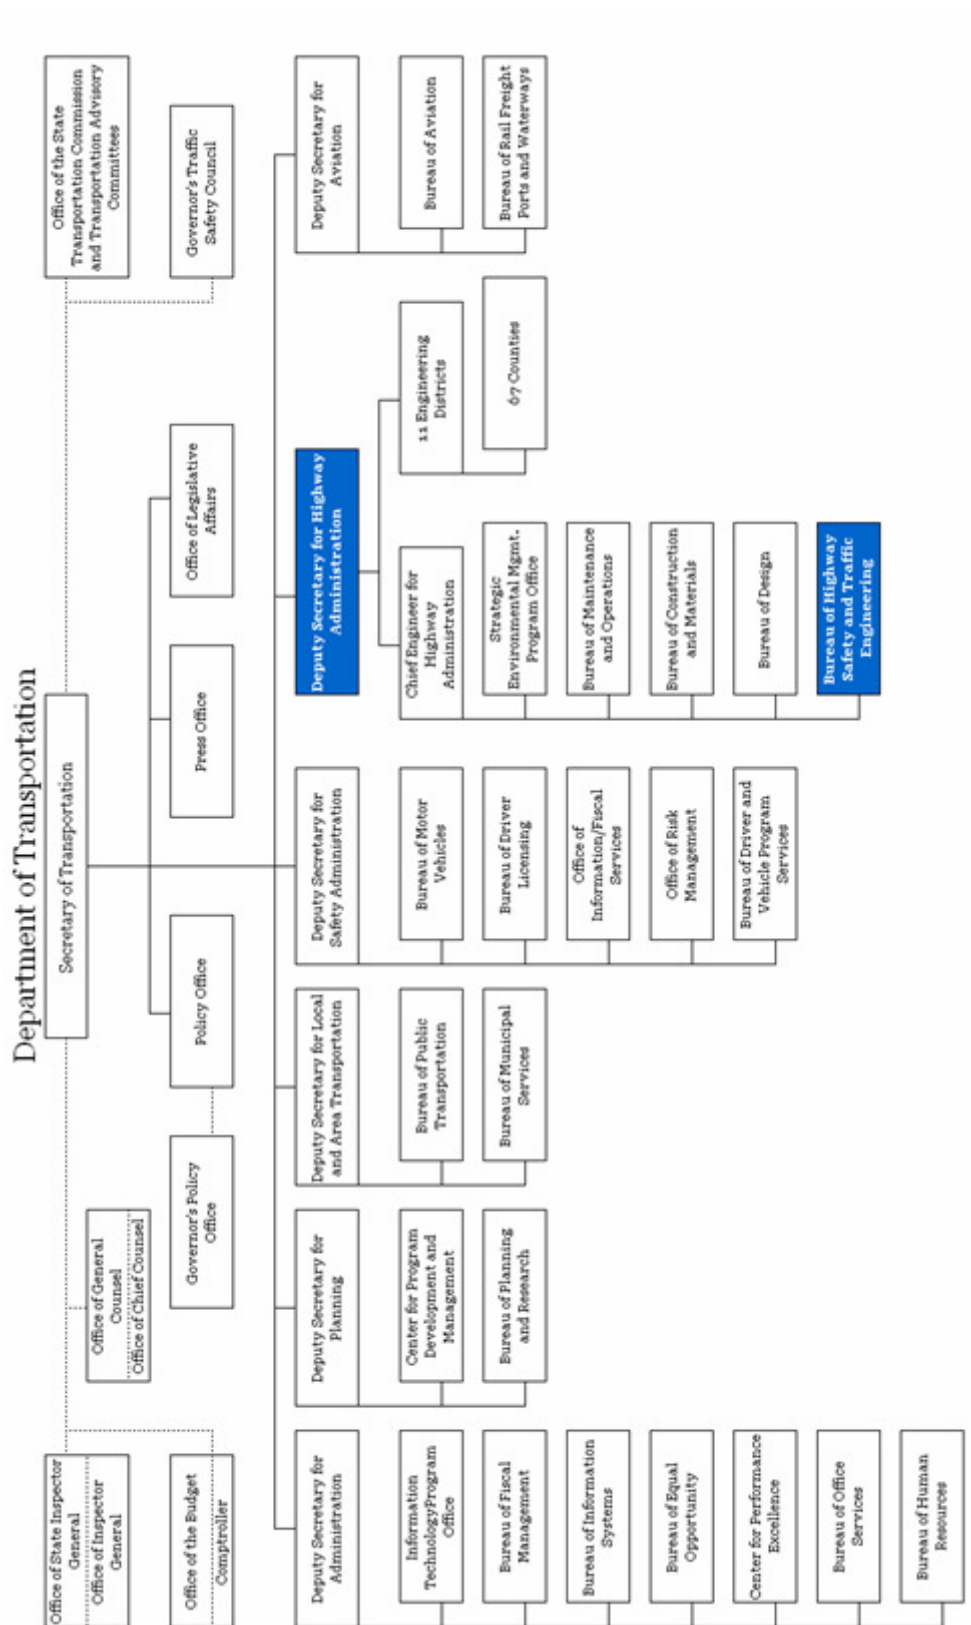 Department of Transportation
Secretary of Transportation
Office of the State
Transportation Commission
and Transportation Advisory
Committees
Governor's Traffic
Safety Council
Office of State Inspector
General
Office of Inspector
General
Office of the Budget
Comptroller
Office of General
Counsel
Office of Chief Counsel
Governor's Policy
Office
Policy Office
Press Office
Office of Legislative
Affairs
Deputy Secretary for
Administration
Information
Technology/Program
Office
Bureau of Fiscal
Management
Bureau of Information
Systems
Bureau of Equal
Opportunity
Center for Performance
Excellence
Bureau of Office
Services
Bureau of Human
Resources
Deputy Secretary for
Planning
Center for Program
Development and
Management
Bureau of Planning
and Research
Deputy Secretary for Local
and Area Transportation
Bureau of Public
Transportation
Bureau of Municipal
Services
Deputy Secretary for
Safety Administration
Bureau of Motor
Vehicles
Bureau of Driver
Licensing
Office of
Information/Fiscal
Services
Office of Risk
Management
Bureau of Driver and
Vehicle Program
Services
Deputy Secretary for Highway
Administration
Chief Engineer for
Highway
Administration
Strategic
Environmental Mgmt.
Program Office
Bureau of Maintenance
and Operations
Bureau of Construction
and Materials
Bureau of Design
Bureau of Highway
Safety and Traffic
Engineering
11 Engineering
Districts
67 Counties
Deputy Secretary for
Aviation
Bureau of Aviation
Bureau of Rail Freight
Ports and Waterways